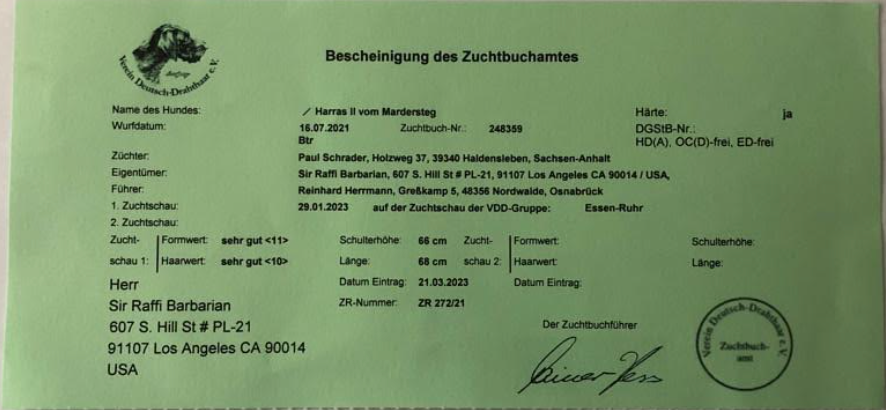 Verein Deutsch-Drahthaar e.V.
Bescheinigung des Zuchtbuchamtes
Name des Hundes: / Harras II vom Mardersteg Härte: ja
Wurfdatum: 16.07.2021 Zuchtbuch-Nr.: 248359 DGStB-Nr.:
Btr HD(A), OC(D)-frei, ED-frei
Züchter: Paul Schrader, Holzweg 37, 39340 Haldensleben, Sachsen-Anhalt
Eigentümer: Sir Raffi Barbarian, 607 S. Hill St # PL-21, 91107 Los Angeles CA 90014 / USA,
Führer: Reinhard Herrmann, Greßkamp 5, 48356 Nordwalde, Osnabrück
1. Zuchtschau: 29.01.2023 auf der Zuchtschau der VDD-Gruppe: Essen-Ruhr
2. Zuchtschau:
Zucht- Formwert: sehr gut <11> Schulterhöhe: 66 cm Zucht- Formwert: Schulterhöhe:
schau 1: Haarwert: sehr gut <10> Länge: 68 cm schau 2: Haarwert: Länge:
Herr Datum Eintrag: 21.03.2023 Datum Eintrag:
Sir Raffi Barbarian ZR-Nummer: ZR 272/21
607 S. Hill St # PL-21 Der Zuchtbuchführer
91107 Los Angeles CA 90014
USA
Verein Deutsch-Drahthaar e.V.
Zuchtbuch-
amt